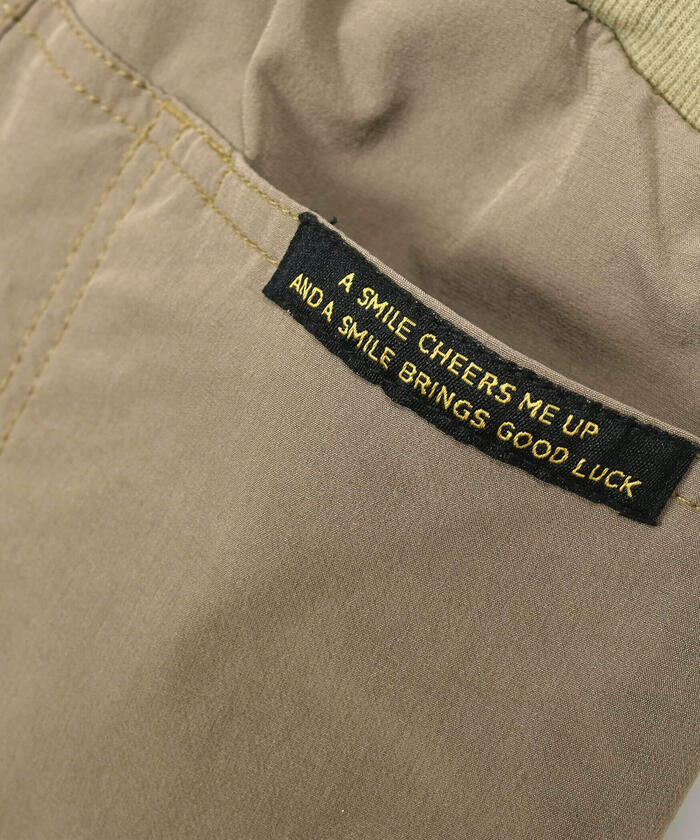 A SMILE CHEERS ME UP
AND A SMILE BRINGS GOOD LUCK